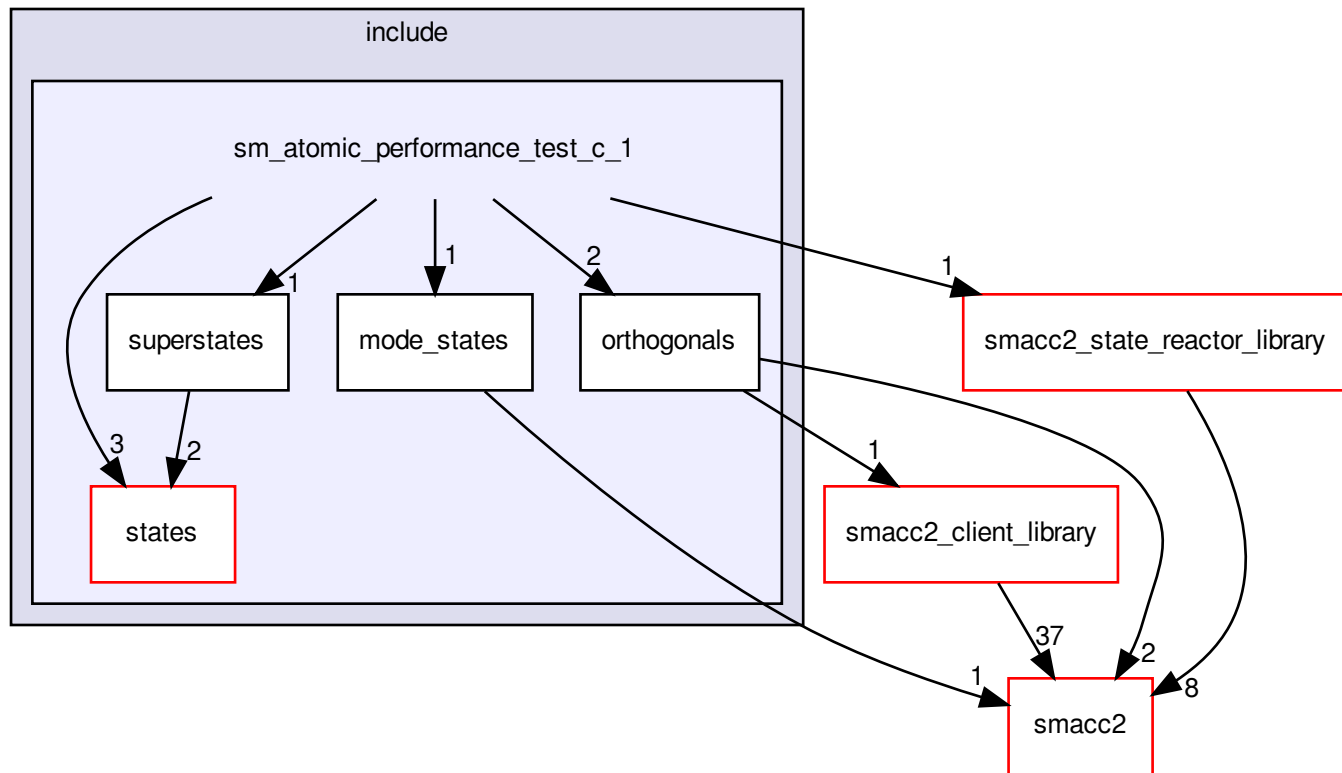 include
sm_atomic_performance_test_c_1
1
2
1
1
superstates
mode_states
orthogonals
smacc2_state_reactor_library
3
2
1
states
smacc2_client_library
37
2
1
8
smacc2